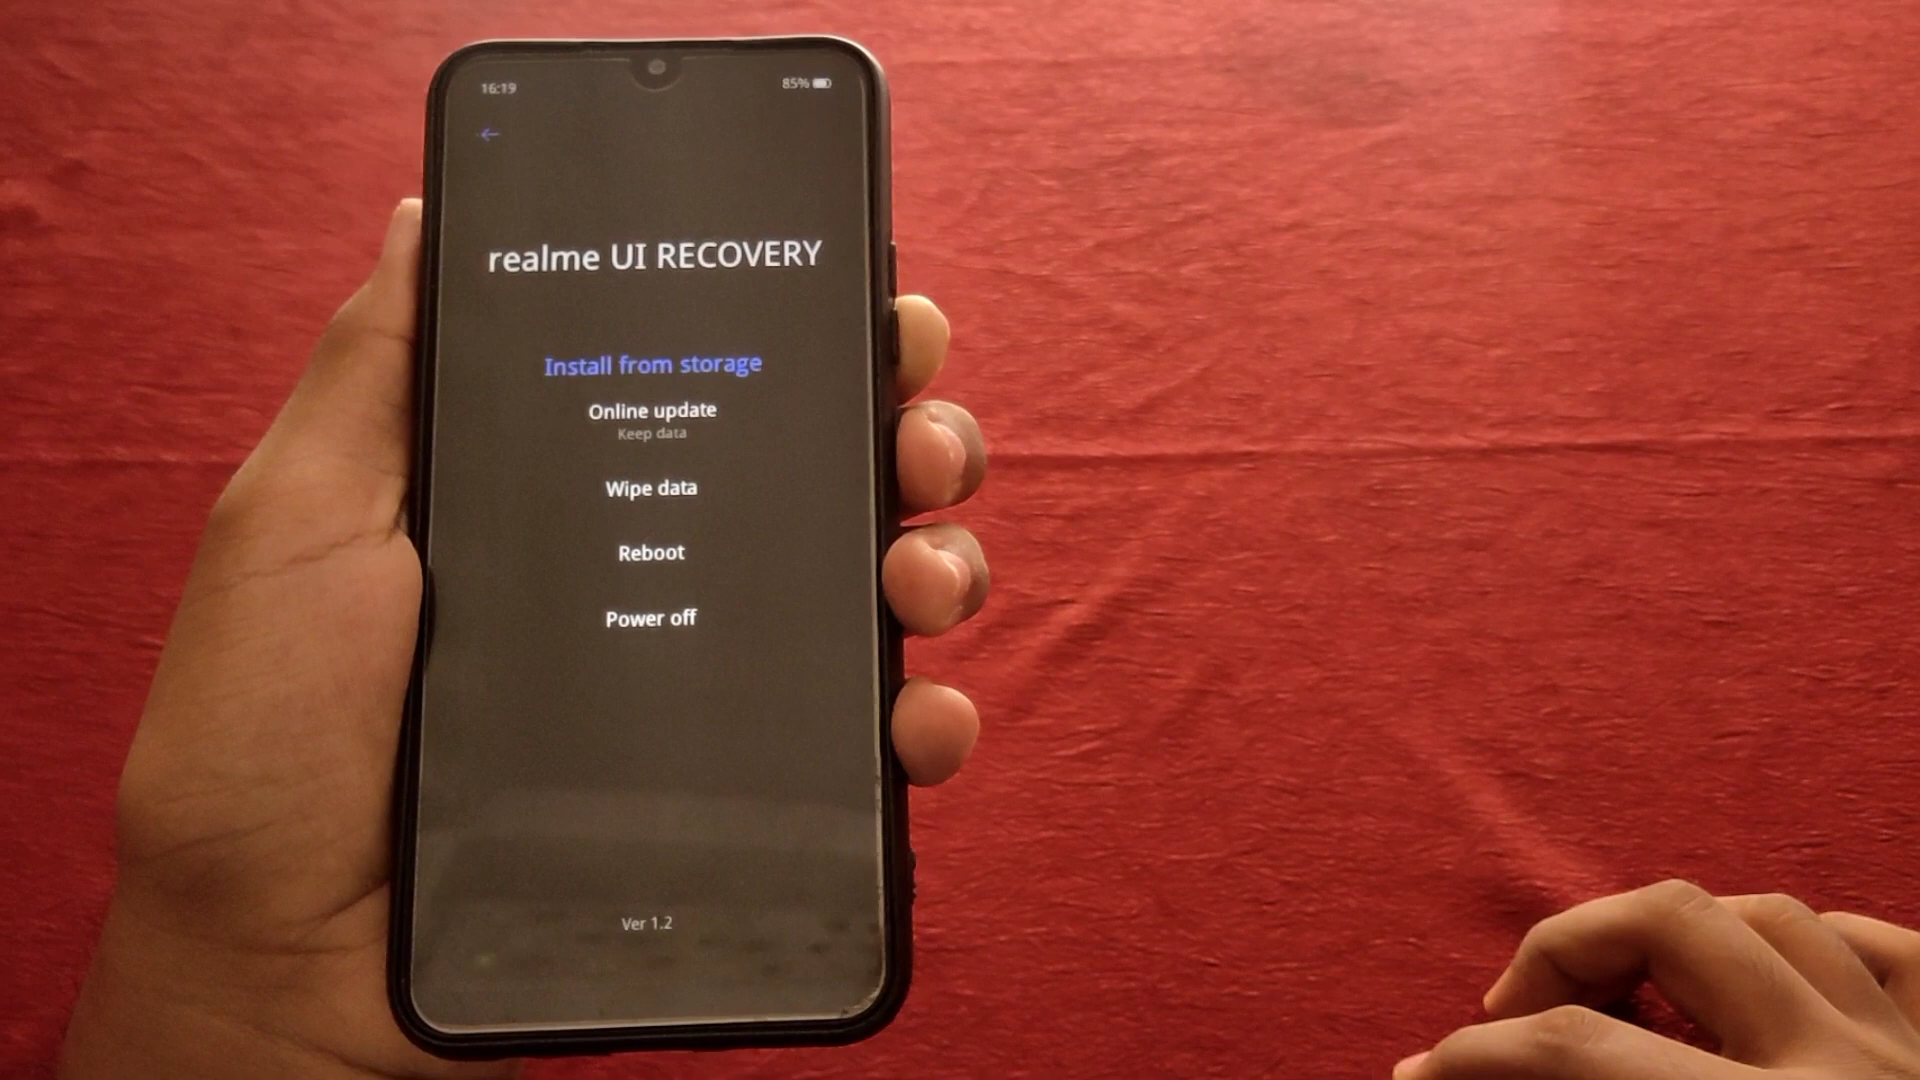 16:19
85%
realme UI RECOVERY
Install from storage
Online update
Keep data
Wipe data
Reboot
Power off
Ver 1.2